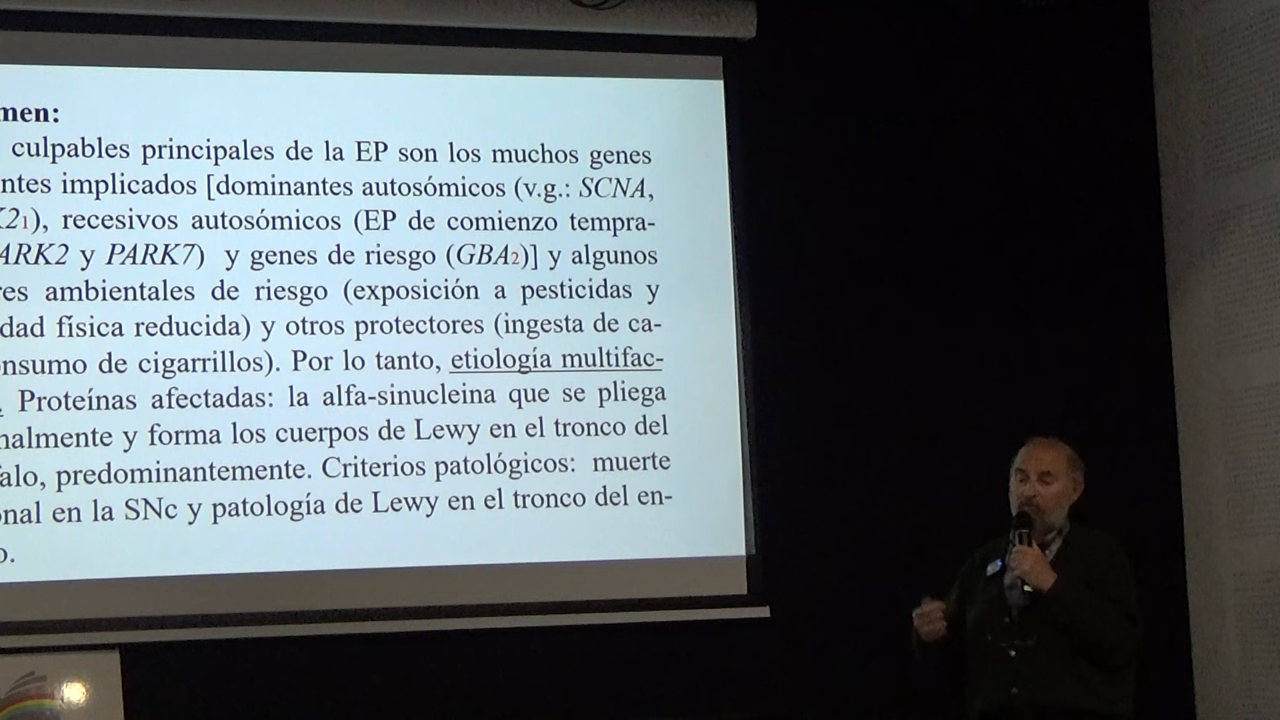 men:
culpables principales de la EP son los muchos genes
ntes implicados [dominantes autosómicos (v.g.: SCNA,
K21), recesivos autosómicos (EP de comienzo tempra-
ARK2 y PARK7) y genes de riesgo (GBA2)] y algunos
res ambientales de riesgo (exposición a pesticidas y
dad física reducida) y otros protectores (ingesta de ca-
nsumo de cigarrillos). Por lo tanto, etiología multifac-
. Proteínas afectadas: la alfa-sinucleina que se pliega
nalmente y forma los cuerpos de Lewy en el tronco del
falo, predominantemente. Criterios patológicos: muerte
onal en la SNc y patología de Lewy en el tronco del en-
o.